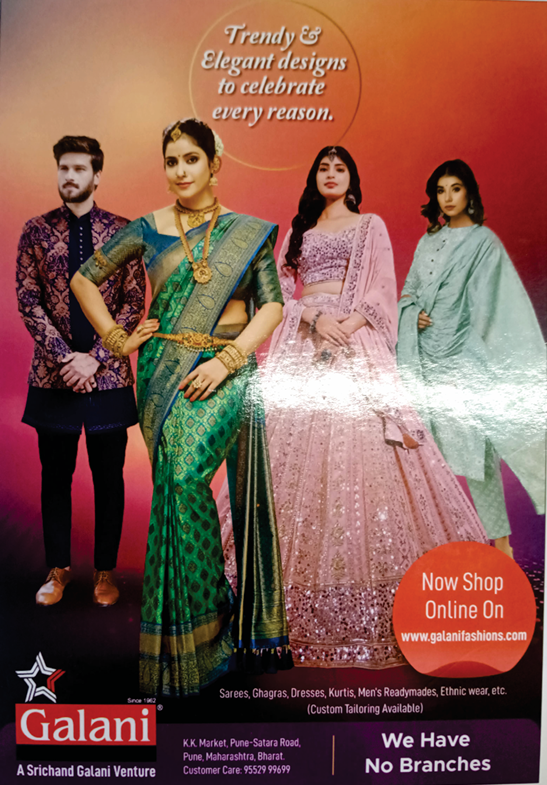 Trendy &
Elegant designs
to celebrate
every reason.
Now Shop
Online On
www.galanifashions.com
Sarees, Ghagras, Dresses, Kurtis, Men's Readymades, Ethnic wear, etc.
(Custom Tailoring Available)
Since 1962
Galani®
A Srichand Galani Venture
K.K. Market, Pune-Satara Road,
Pune, Maharashtra, Bharat.
Customer Care: 95529 99699
We Have
No Branches